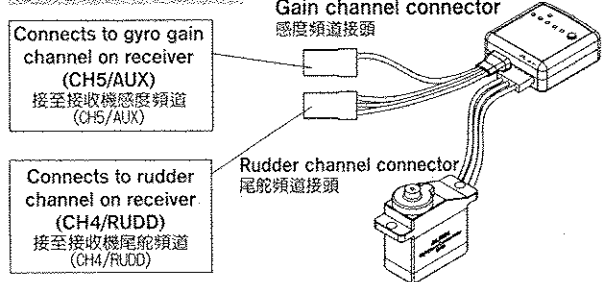 Gain channel connector
感度頻道接頭
Connects to gyro gain
channel on receiver
(CH5/AUX)
接至接收機感度頻道
(CH5/AUX)
Rudder channel connector
尾舵頻道接頭
Connects to rudder
channel on receiver
(CH4/RUDD)
接至接收機尾舵頻道
(CH4/RUDD)